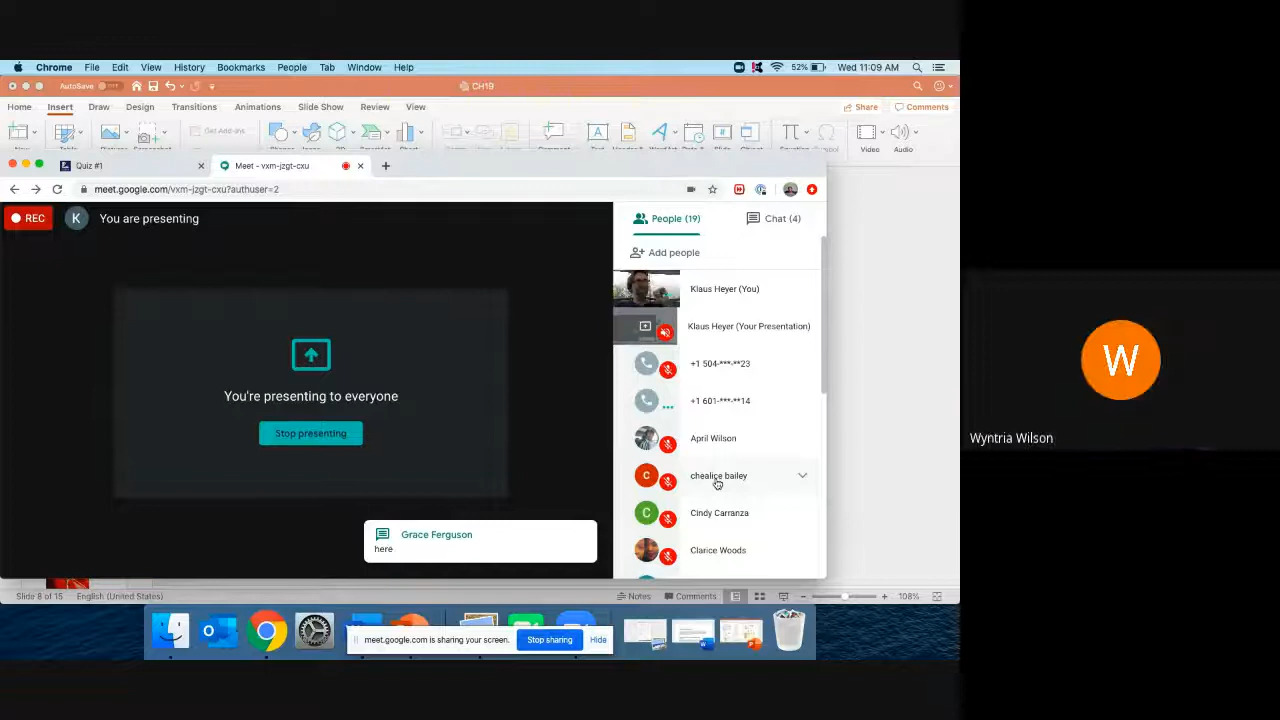 Chrome File Edit View History Bookmarks People Tab Window Help 52% Wed 11:09 AM
AutoSave CH19
Home Insert Draw Design Transitions Animations Slide Show Review View Share Comments
Get Add-ins
Video Audio
Quiz #1 Meet - vxm-jzgt-cxu
meet.google.com/vxm-jzgt-cxu?authuser=2
REC K You are presenting People (19) Chat (4)
Add people
Klaus Heyer (You)
Klaus Heyer (Your Presentation)
+1 504-***-**23
You're presenting to everyone
+1 601-***-**14
Stop presenting
April Wilson
C chealice bailey
C Cindy Carranza
Clarice Woods
Grace Ferguson
here
W
Wyntria Wilson
Slide 8 of 15 English (United States) Notes Comments 108%
meet.google.com is sharing your screen. Stop sharing Hide